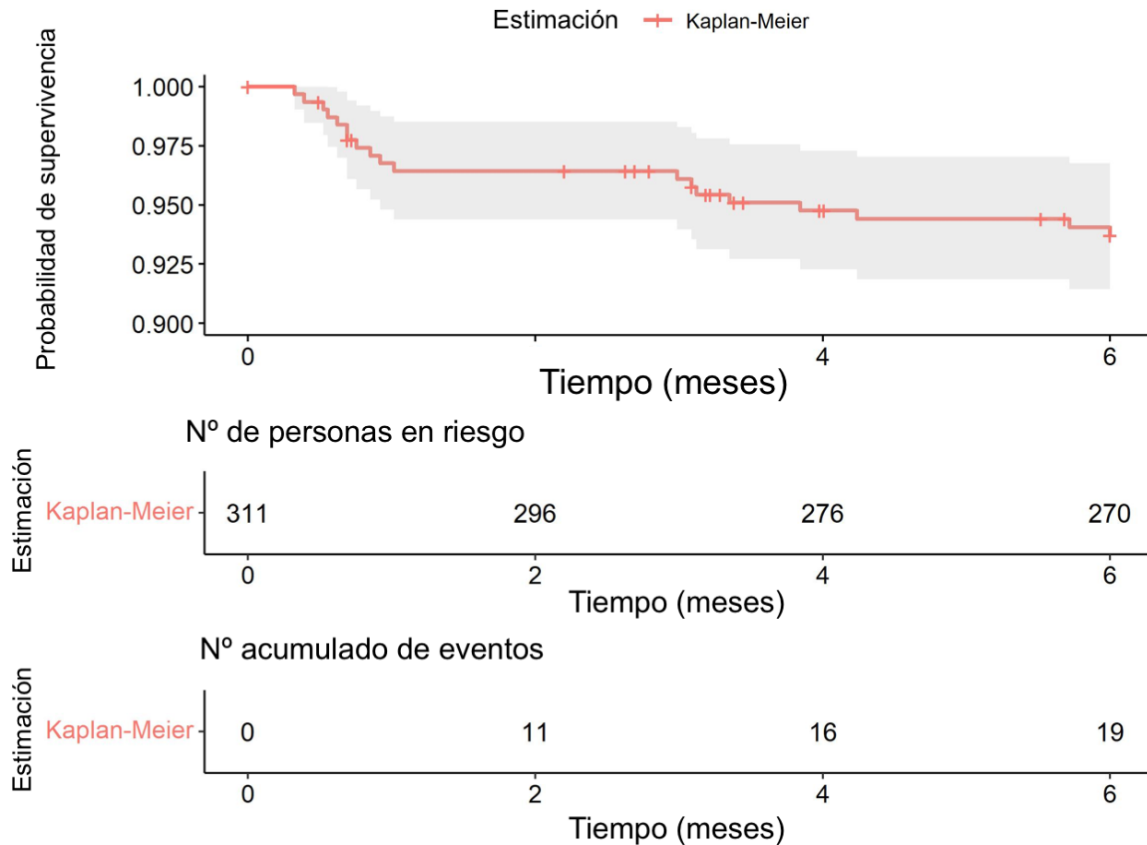 Estimación Kaplan-Meier
Probabilidad de supervivencia
1.000
0.975
0.950
0.925
0.900
0 2 4 6
Tiempo (meses)
Nº de personas en riesgo
Estimación
Kaplan-Meier 311 296 276 270
0 2 4 6
Tiempo (meses)
Nº acumulado de eventos
Estimación
Kaplan-Meier 0 11 16 19
0 2 4 6
Tiempo (meses)